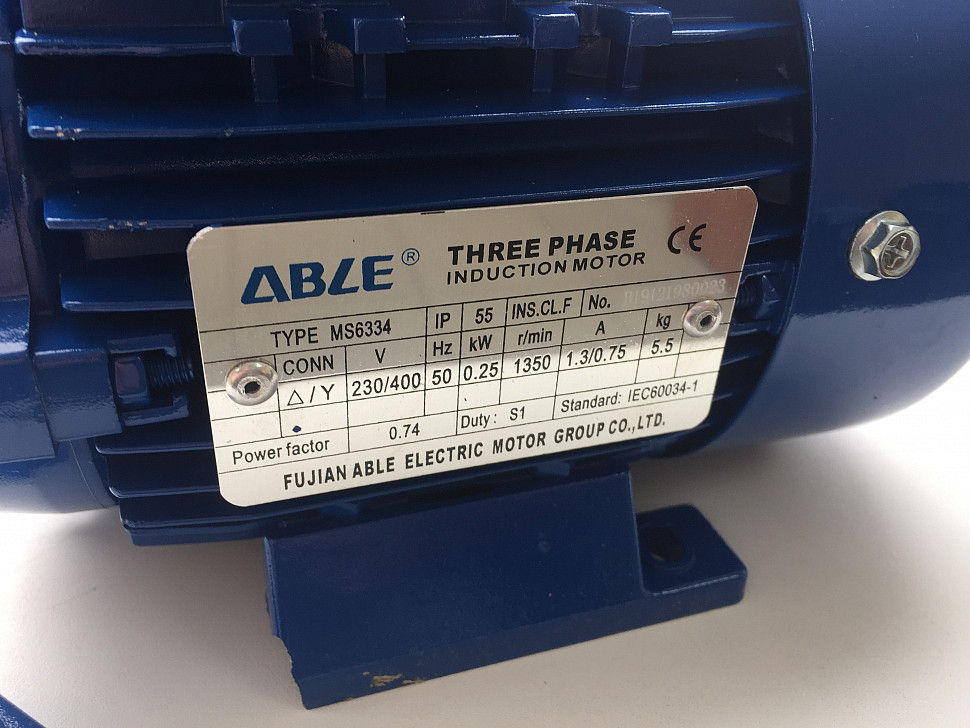 ABLE® THREE PHASE
INDUCTION MOTOR CE
TYPE MS6334 IP 55 INS.CL.F No.
CONN V Hz kW r/min A kg
△/Y 230/400 50 0.25 1350 1.3/0.75 5.5
Power factor 0.74 Duty: S1 Standard: IEC60034-1
FUJIAN ABLE ELECTRIC MOTOR GROUP CO.,LTD.